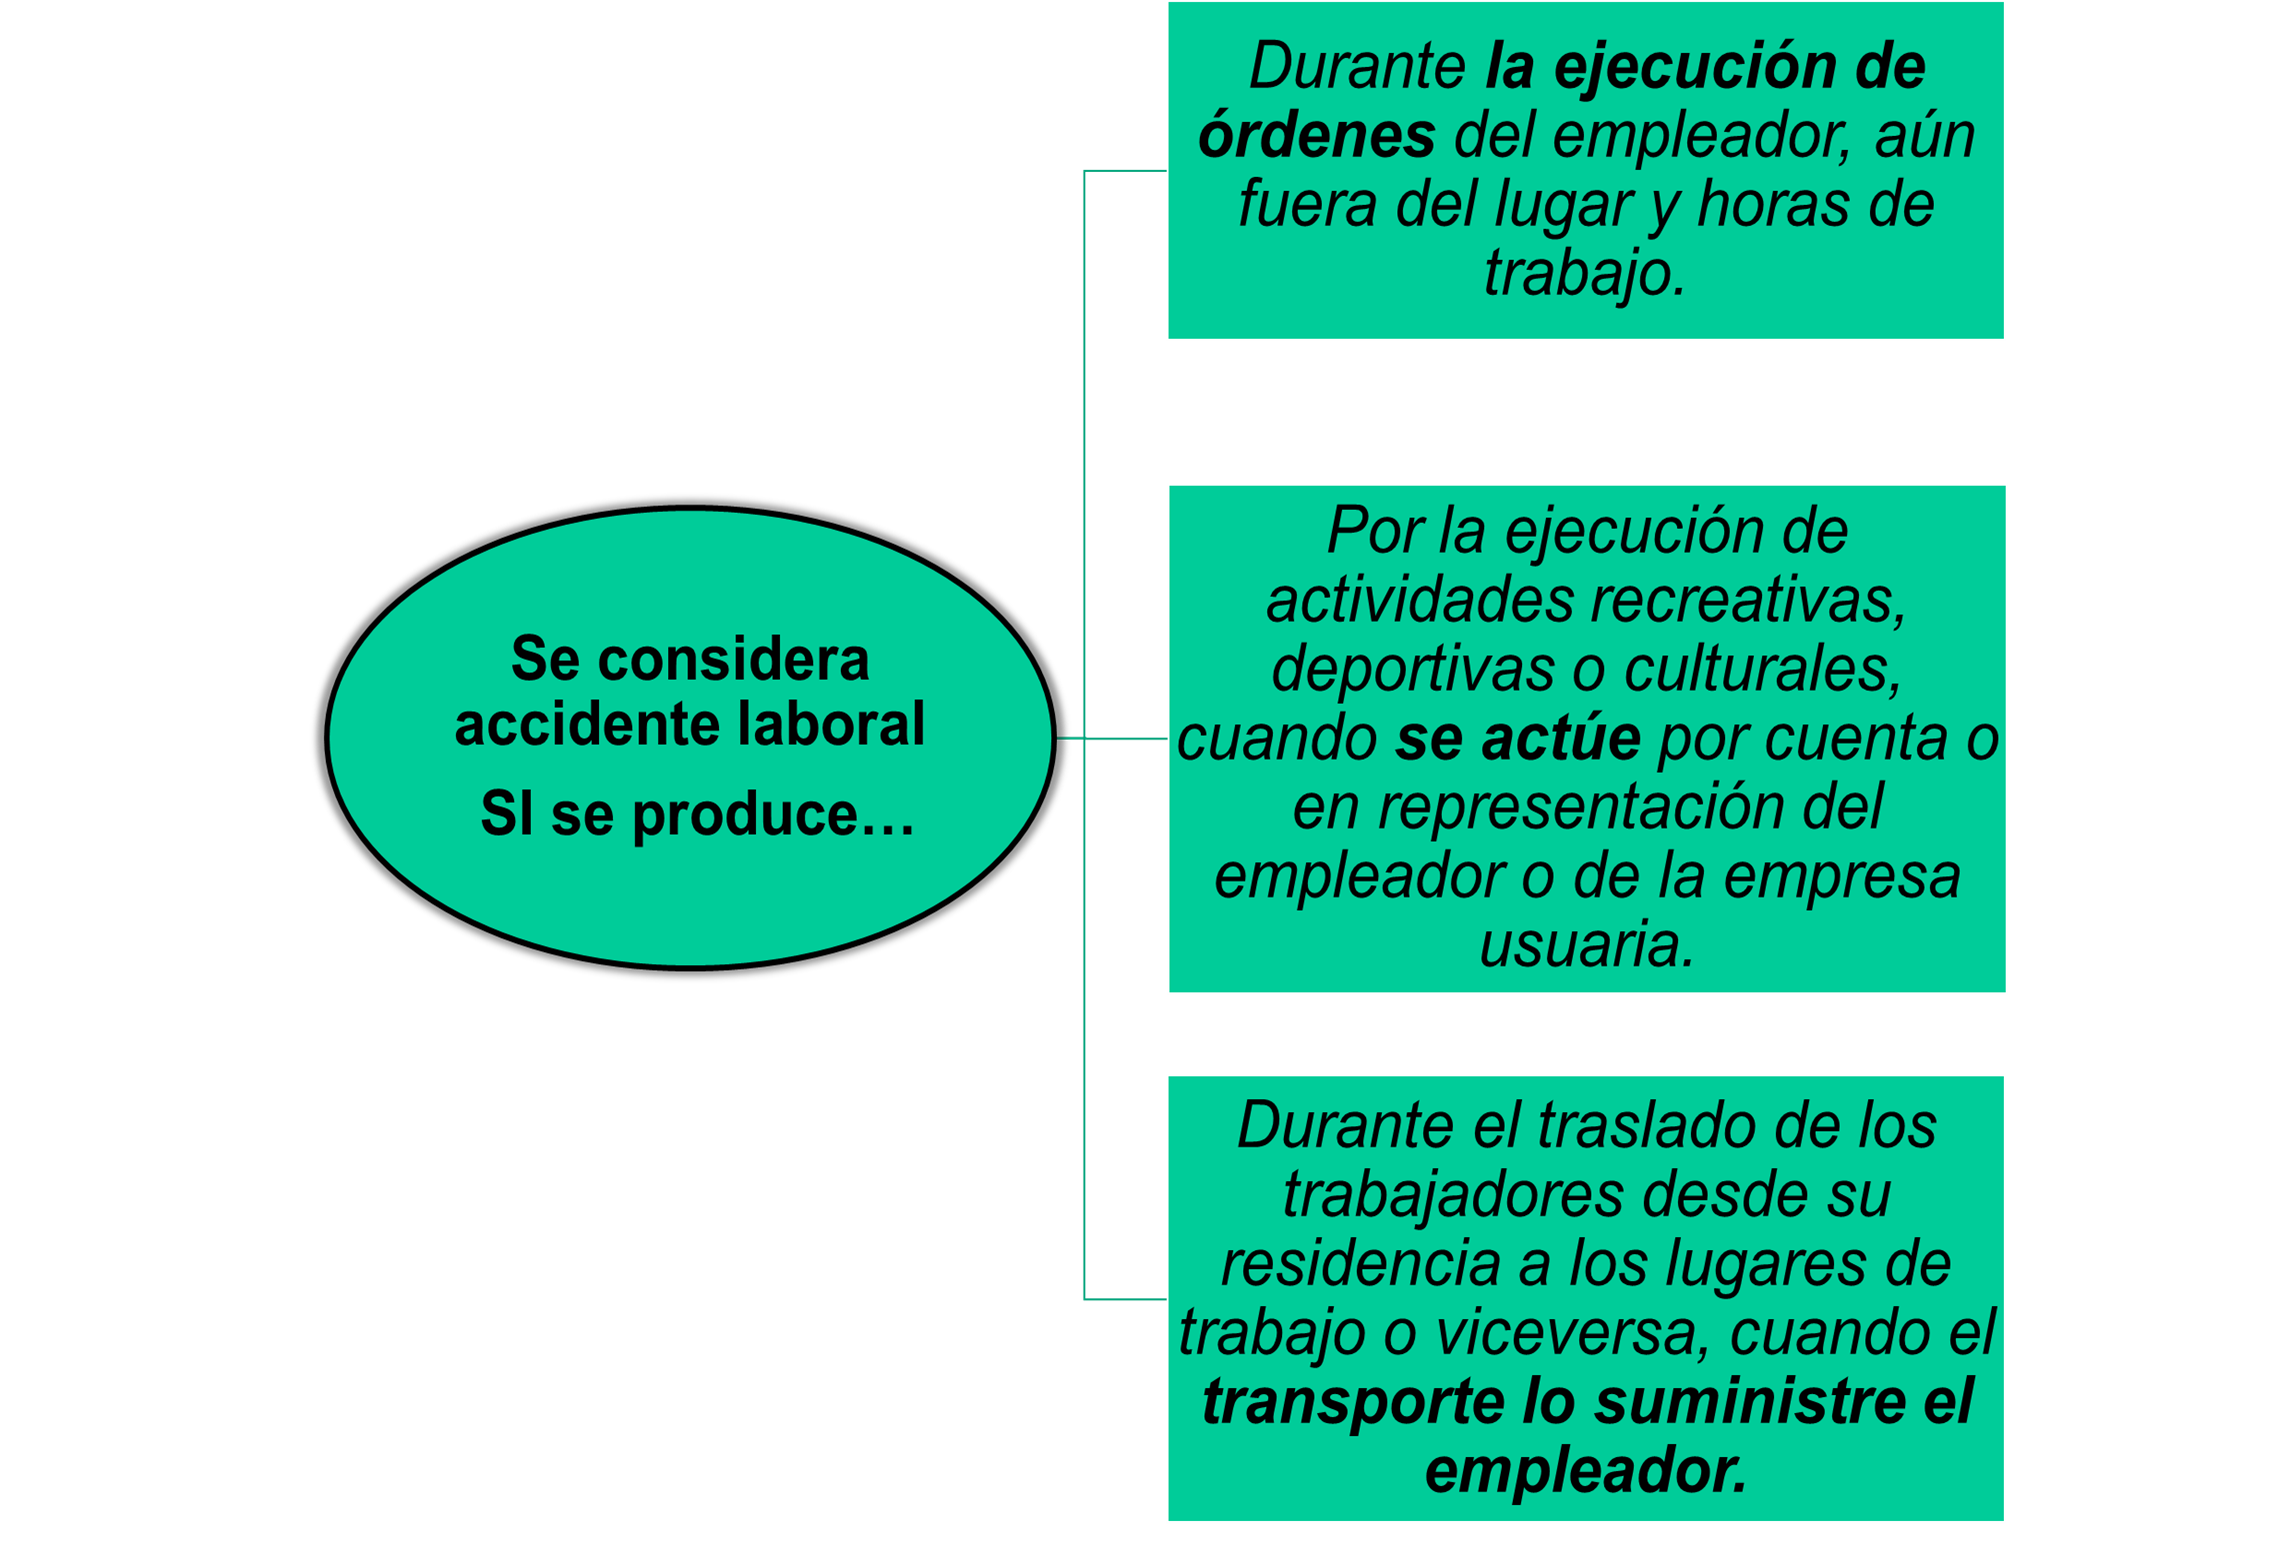 Durante la ejecución de
órdenes del empleador, aún
fuera del lugar y horas de
trabajo.
Se considera
accidente laboral
SI se produce…
Por la ejecución de
actividades recreativas,
deportivas o culturales,
cuando se actúe por cuenta o
en representación del
empleador o de la empresa
usuaria.
Durante el traslado de los
trabajadores desde su
residencia a los lugares de
trabajo o viceversa, cuando el
transporte lo suministre el
empleador.